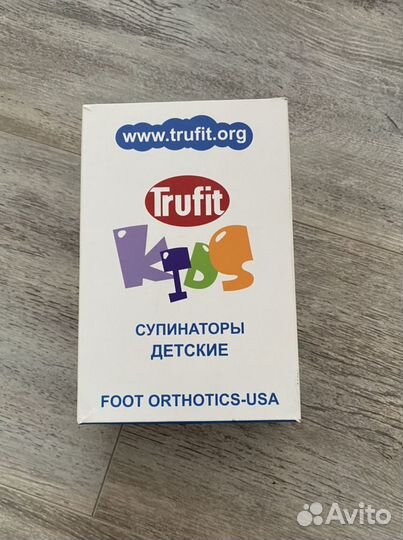 www.trufit.org
Trufit
KIDS
СУПИНАТОРЫ
ДЕТСКИЕ
FOOT ORTHOTICS-USA
Avito